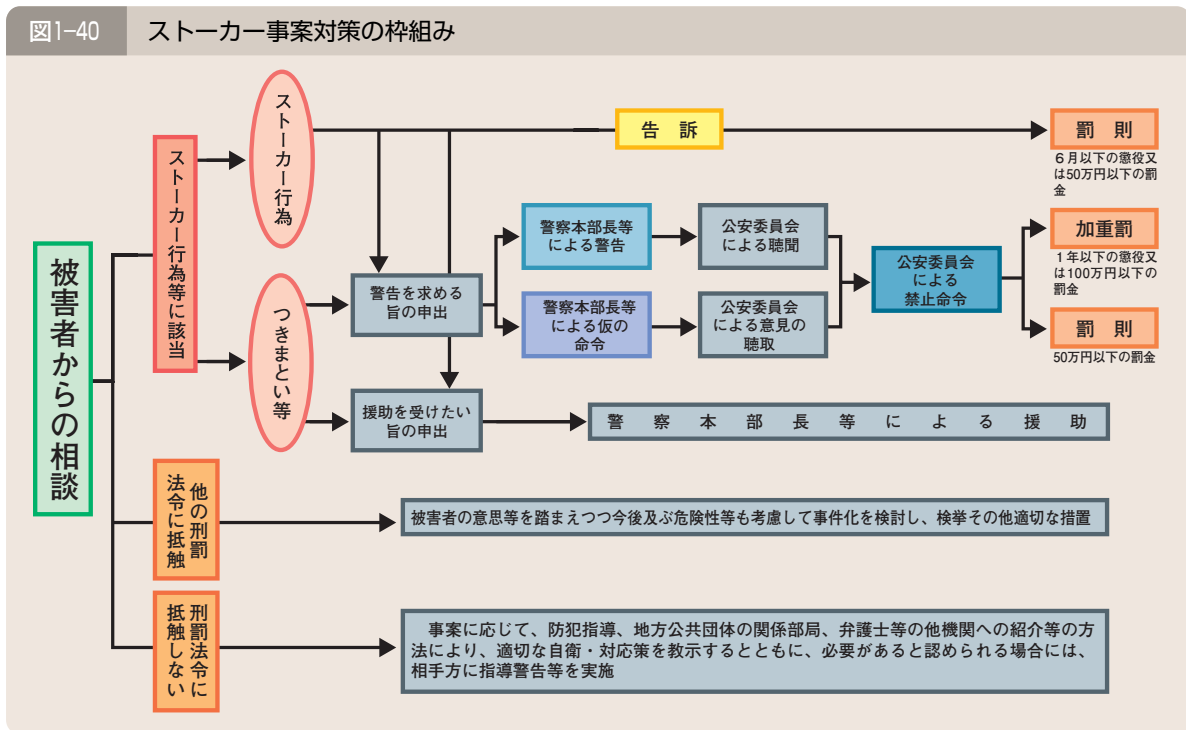 図1-40 ストーカー事案対策の枠組み
被害者からの相談
ストーカー行為等に該当
ストーカー行為
つきまとい等
告 訴
罰 則
6月以下の懲役又
は50万円以下の罰
金
警告を求める
旨の申出
警察本部長等
による警告
公安委員会
による聴聞
警察本部長等
による仮の
命令
公安委員会
による意見の
聴取
公安委員会
による
禁止命令
加重罰
1年以下の懲役又
は100万円以下の
罰金
罰 則
50万円以下の罰金
援助を受けたい
旨の申出
警察本部長等による援助
他の刑罰
法令に抵触
被害者の意思等を踏まえつつ今後及ぶ危険性等も考慮して事件化を検討し、検挙その他適切な措置
刑罰法令に
抵触しない
事案に応じて、防犯指導、地方公共団体の関係部局、弁護士等の他機関への紹介等の方
法により、適切な自衛・対応策を教示するとともに、必要があると認められる場合には、
相手方に指導警告等を実施